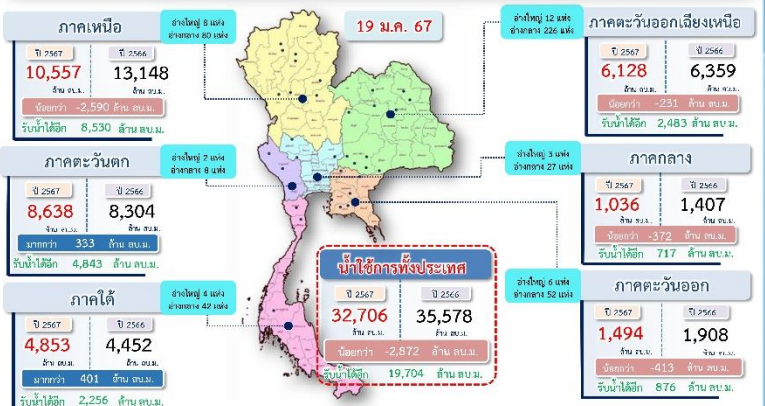 19 ม.ค. 67
ภาคเหนือ
อ่างใหญ่ 8 แห่ง
อ่างกลาง 80 แห่ง
ปี 2567 ปี 2566
10,557 13,148
ล้าน ลบ.ม. ล้าน ลบ.ม.
น้อยกว่า -2,590 ล้าน ลบ.ม.
รับน้ำได้อีก 8,530 ล้าน ลบ.ม.
ภาคตะวันตก
อ่างใหญ่ 2 แห่ง
อ่างกลาง 8 แห่ง
ปี 2567 ปี 2566
8,638 8,304
ล้าน ลบ.ม. ล้าน ลบ.ม.
มากกว่า 333 ล้าน ลบ.ม.
รับน้ำได้อีก 4,843 ล้าน ลบ.ม.
ภาคใต้
อ่างใหญ่ 4 แห่ง
อ่างกลาง 42 แห่ง
ปี 2567 ปี 2566
4,853 4,452
ล้าน ลบ.ม. ล้าน ลบ.ม.
มากกว่า 401 ล้าน ลบ.ม.
รับน้ำได้อีก 2,256 ล้าน ลบ.ม.
น้ำใช้การทั้งประเทศ
ปี 2567 ปี 2566
32,706 35,578
ล้าน ลบ.ม. ล้าน ลบ.ม.
น้อยกว่า -2,872 ล้าน ลบ.ม.
รับน้ำได้อีก 19,704 ล้าน ลบ.ม.
อ่างใหญ่ 12 แห่ง
อ่างกลาง 226 แห่ง
ภาคตะวันออกเฉียงเหนือ
ปี 2567 ปี 2566
6,128 6,359
ล้าน ลบ.ม. ล้าน ลบ.ม.
น้อยกว่า -231 ล้าน ลบ.ม.
รับน้ำได้อีก 2,483 ล้าน ลบ.ม.
อ่างใหญ่ 3 แห่ง
อ่างกลาง 27 แห่ง
ภาคกลาง
ปี 2567 ปี 2566
1,036 1,407
ล้าน ลบ.ม. ล้าน ลบ.ม.
น้อยกว่า -372 ล้าน ลบ.ม.
รับน้ำได้อีก 717 ล้าน ลบ.ม.
อ่างใหญ่ 6 แห่ง
อ่างกลาง 52 แห่ง
ภาคตะวันออก
ปี 2567 ปี 2566
1,494 1,908
ล้าน ลบ.ม. ล้าน ลบ.ม.
น้อยกว่า -413 ล้าน ลบ.ม.
รับน้ำได้อีก 876 ล้าน ลบ.ม.